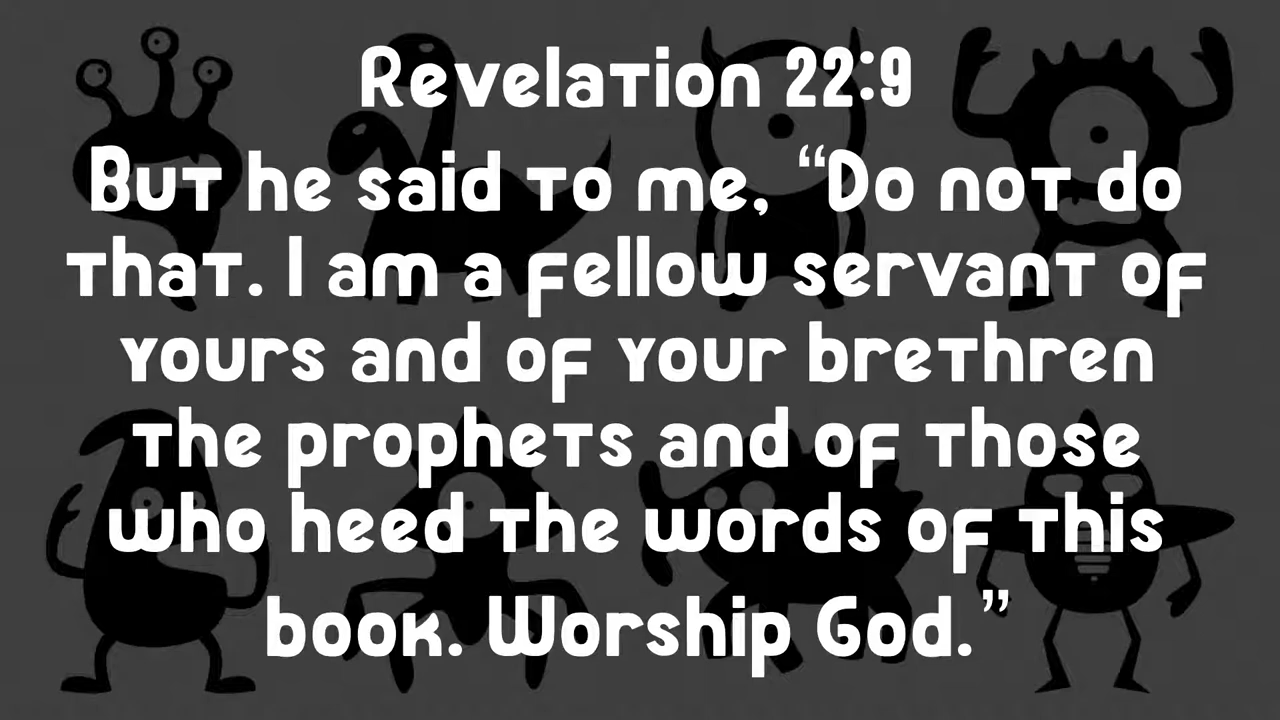 Revelation 22:9
But he said to me, “Do not do
that. I am a fellow servant of
yours and of your brethren
the prophets and of those
who heed the words of this
book. Worship God.”